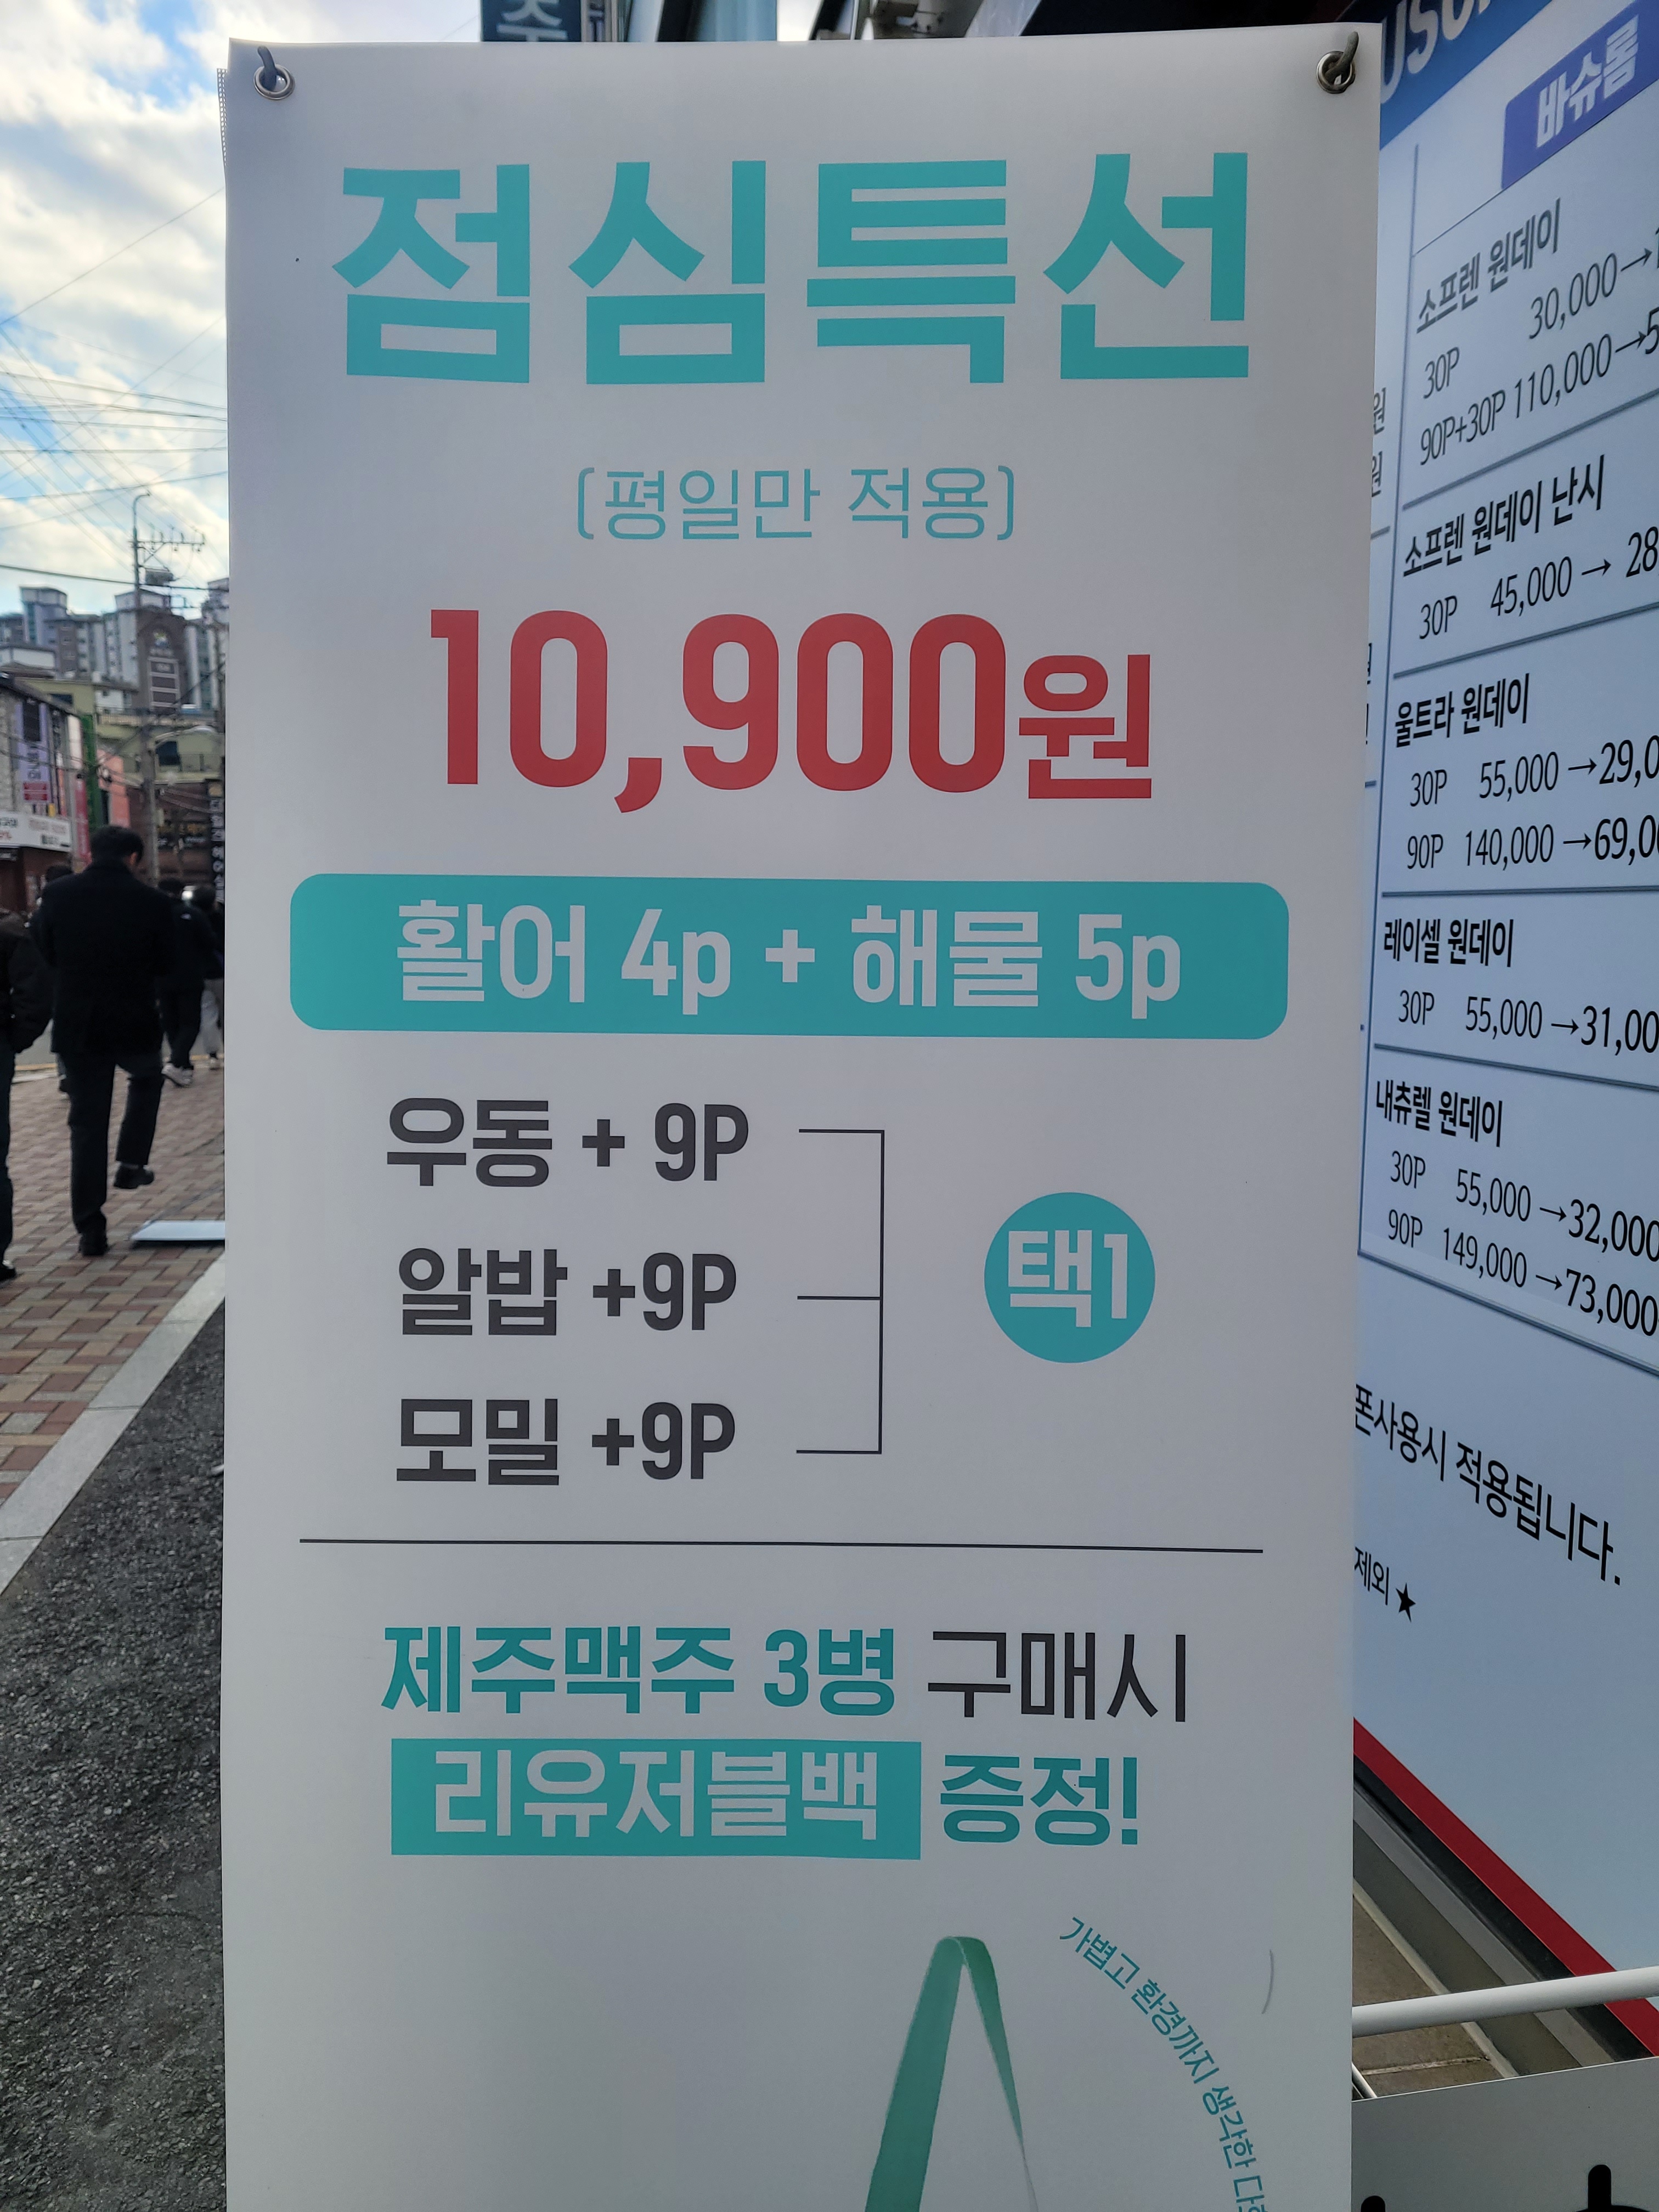 점심특선
(평일만 적용)
10,900원
활어 4p + 해물 5p
우동 + 9P
알밥 +9P
모밀 +9P
택1
제주맥주 3병 구매시
리유저블백 증정!
가볍고 환경까지 생각한
바슈롬
소프렌 원데이
30P 30,000→
90P+30P 110,000→
소프렌 원데이 난시
30P 45,000 →
울트라 원데이
30P 55,000 →
90P 140,000 →
레이셀 원데이
30P 55,000 →
내츄렐 원데이
30P 55,000 →32,000
90P 149,000 →73,000
폰사용시 적용됩니다.
제외 ★